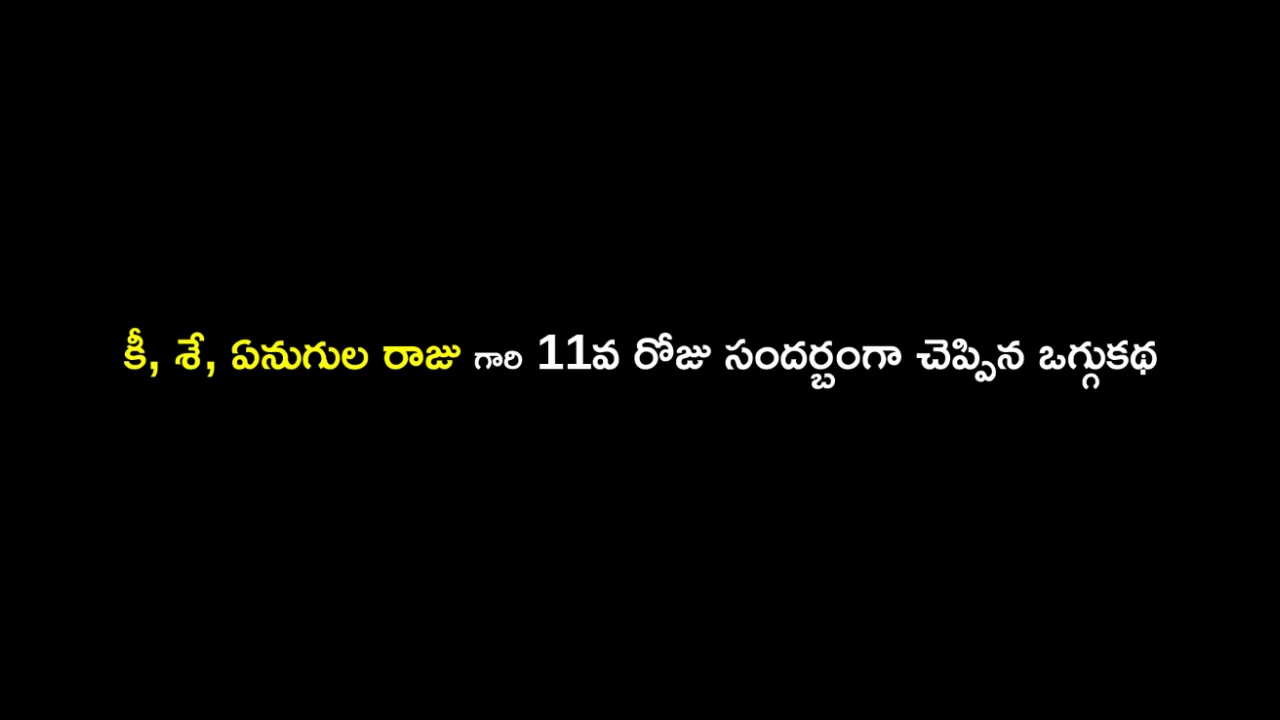 కీ, శే, ఏనుగుల రాజు గారి 11వ రోజు సందర్భంగా చెప్పిన ఒగ్గుకథ